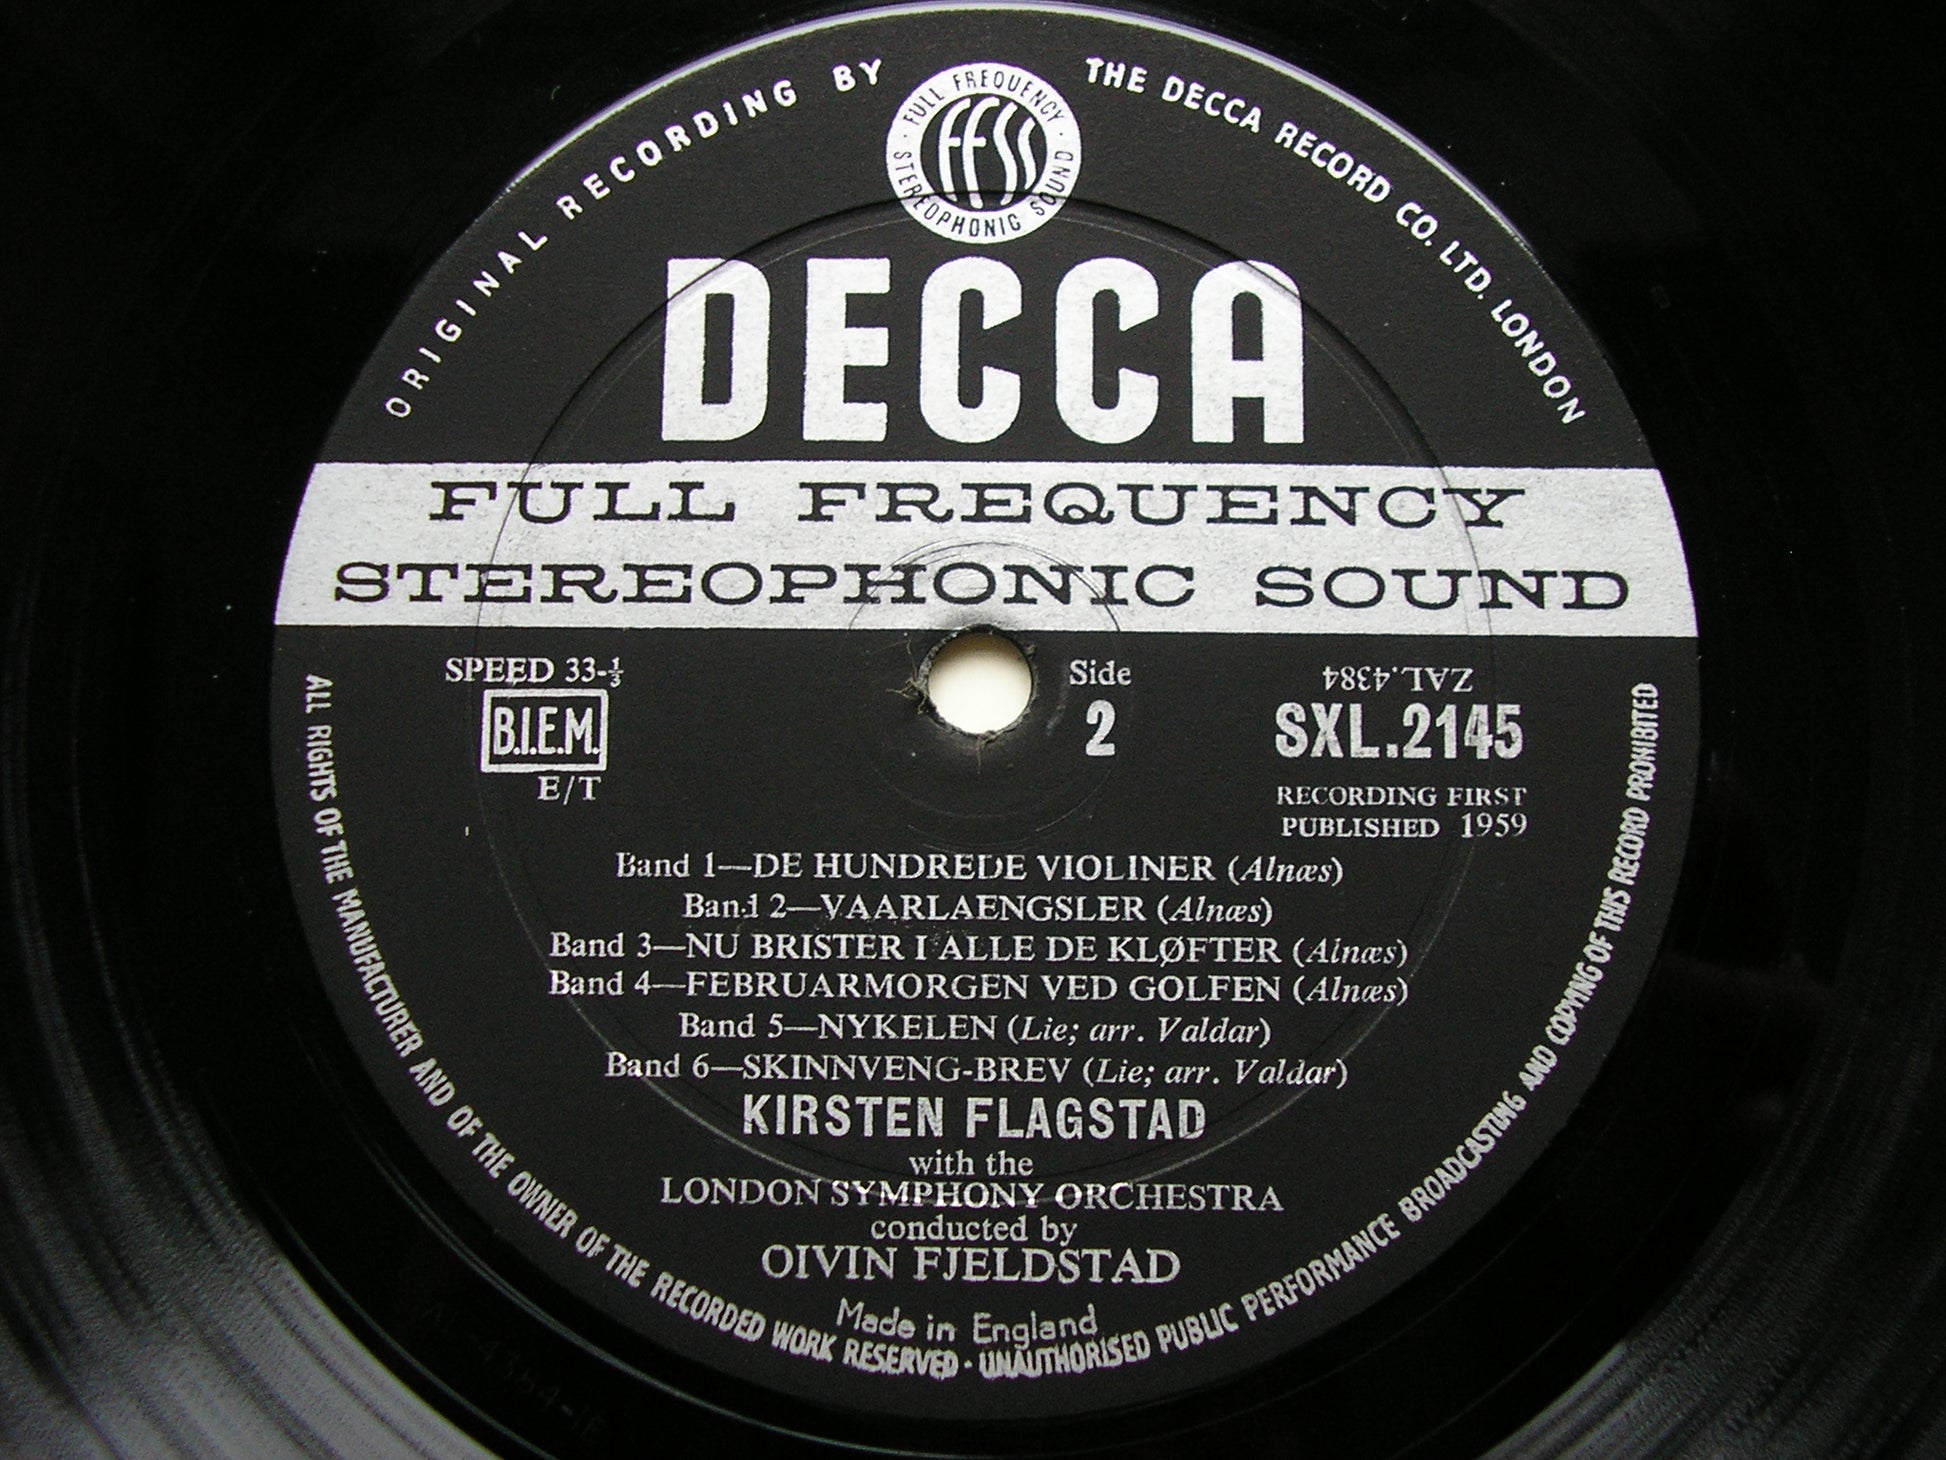 ORIGINAL RECORDING BY THE DECCA RECORD CO. LTD. LONDON
FULL FREQUENCY
FFSS
STEREOPHONIC SOUND
DECCA
FULL FREQUENCY
STEREOPHONIC SOUND
SPEED 33-⅓
B.I.E.M.
E/T
Side
2
ZAL.4384
SXL.2145
RECORDING FIRST
PUBLISHED 1959
Band 1—DE HUNDREDE VIOLINER (Alnæs)
Band 2—VAARLAENGSLER (Alnæs)
Band 3—NU BRISTER I ALLE DE KLØFTER (Alnæs)
Band 4—FEBRUARMORGEN VED GOLFEN (Alnæs)
Band 5—NYKELEN (Lie; arr. Valdar)
Band 6—SKINNVENG-BREV (Lie; arr. Valdar)
KIRSTEN FLAGSTAD
with the
LONDON SYMPHONY ORCHESTRA
conducted by
OIVIN FJELDSTAD
Made in England
ALL RIGHTS OF THE MANUFACTURER AND OF THE OWNER OF THE RECORDED WORK RESERVED · UNAUTHORISED PUBLIC PERFORMANCE BROADCASTING AND COPYING OF THIS RECORD PROHIBITED